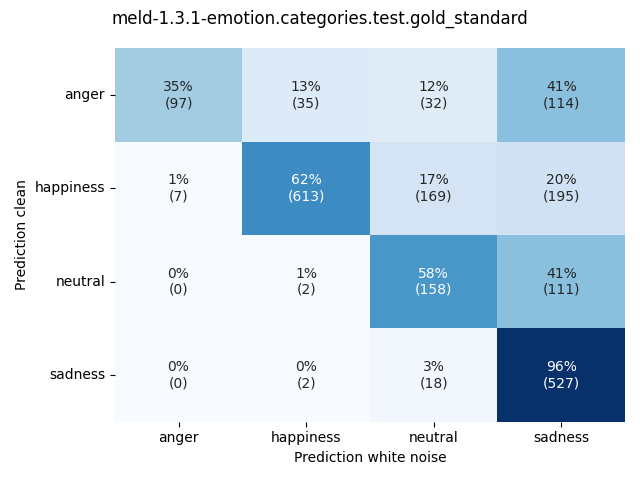 meld-1.3.1-emotion.categories.test.gold_standard
Prediction clean
anger
35%
(97)
13%
(35)
12%
(32)
41%
(114)
happiness
1%
(7)
62%
(613)
17%
(169)
20%
(195)
neutral
0%
(0)
1%
(2)
58%
(158)
41%
(111)
sadness
0%
(0)
0%
(2)
3%
(18)
96%
(527)
anger
happiness
neutral
sadness
Prediction white noise